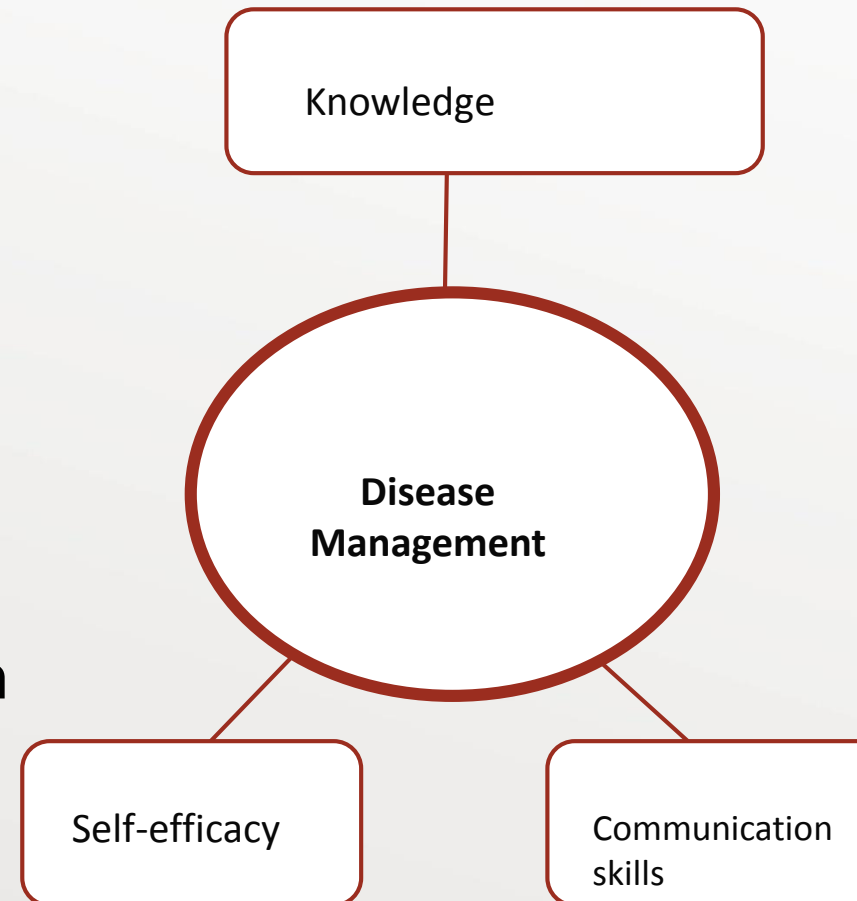 Knowledge
Disease
Management
Self-efficacy
Communication
skills